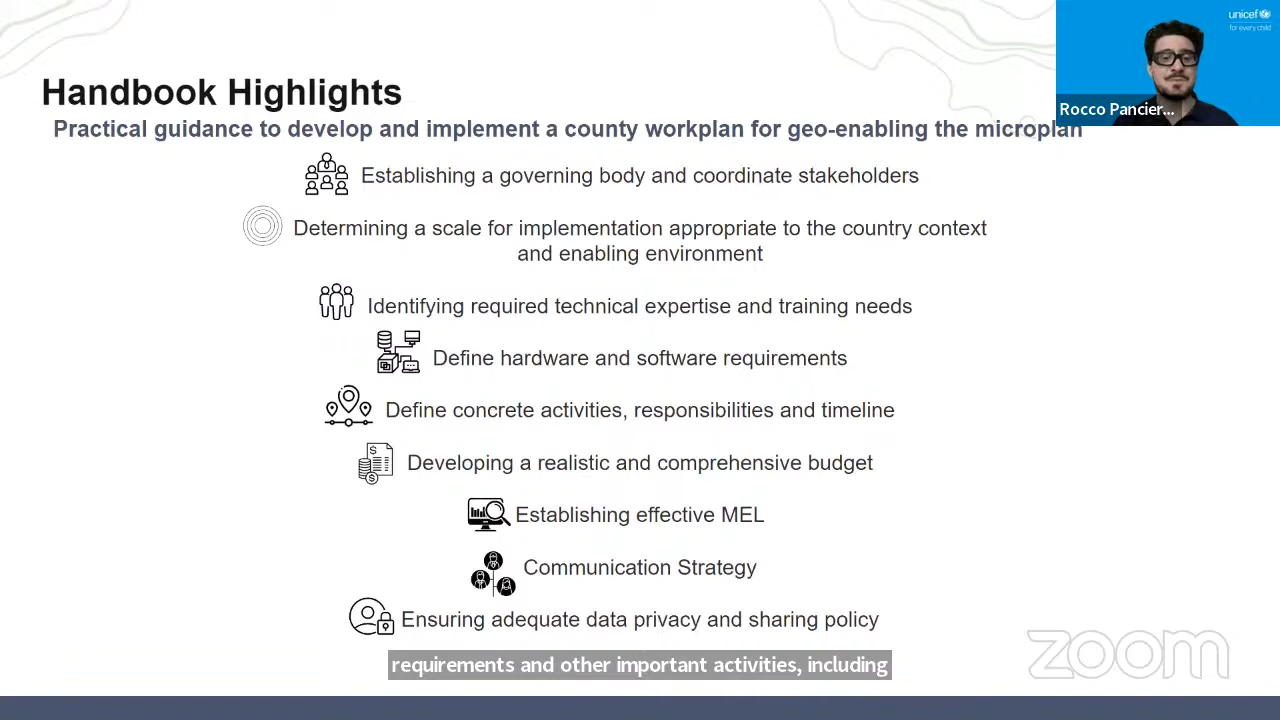 unicef
for every child
Rocco Pancier...
Handbook Highlights
Practical guidance to develop and implement a county workplan for geo-enabling the microplan
Establishing a governing body and coordinate stakeholders
Determining a scale for implementation appropriate to the country context
and enabling environment
Identifying required technical expertise and training needs
Define hardware and software requirements
Define concrete activities, responsibilities and timeline
Developing a realistic and comprehensive budget
Establishing effective MEL
Communication Strategy
Ensuring adequate data privacy and sharing policy
requirements and other important activities, including
zoom